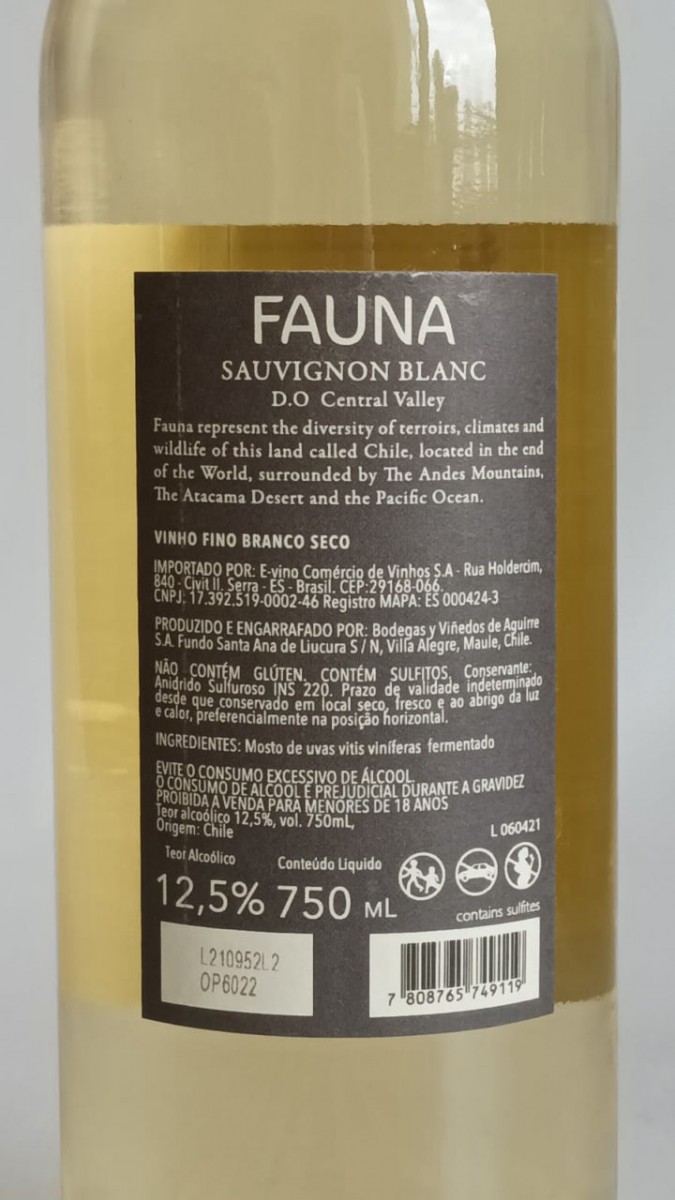 FAUNA
SAUVIGNON BLANC
D.O Central Valley
Fauna represent the diversity of terroirs, climates and
wildlife of this land called Chile, located in the end
of the World, surrounded by The Andes Mountains,
The Atacama Desert and the Pacific Ocean.
VINHO FINO BRANCO SECO
IMPORTADO POR: E-vino Comércio de Vinhos S.A - Rua Holdercim,
840 - Civit II. Serra - ES - Brasil. CEP:29168-066.
CNPJ: 17.392.519-0002-46 Registro MAPA: ES 000424-3
PRODUZIDO E ENGARRAFADO POR: Bodegas y Viñedos de Aguirre
S.A. Fundo Santa Ana de Liucura S / N, Villa Alegre, Maule, Chile.
NÃO CONTÉM GLÚTEN. CONTÉM SULFITOS. Conservante:
Anidrido Sulfuroso INS 220. Prazo de validade indeterminado
desde que conservado em local seco, fresco e ao abrigo da luz
e calor, preferencialmente na posição horizontal.
INGREDIENTES: Mosto de uvas vitis viníferas fermentado
EVITE O CONSUMO EXCESSIVO DE ÁLCOOL
O CONSUMO DE ALCOOL É PREJUDICIAL DURANTE A GRAVIDEZ
PROIBIDA A VENDA PARA MENORES DE 18 ANOS
Teor alcoólico 12,5%, vol. 750mL,
Origem: Chile
L 060421
Teor Alcoólico Conteúdo Liquido
12,5% 750 ML
contains sulfites
L210952L2
OP6022
7 808765 749119